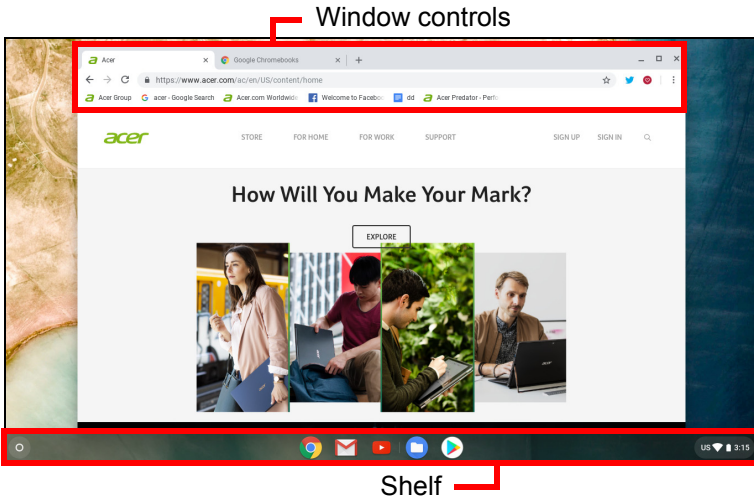 Window controls
Acer
Google Chromebooks
https://www.acer.com/ac/en/US/content/home
Acer Group
acer - Google Search
Acer.com Worldwide
Welcome to Faceboo
dd
Acer Predator - Perfo
acer STORE FOR HOME FOR WORK SUPPORT SIGN UP SIGN IN
How Will You Make Your Mark?
EXPLORE
acer
US 3:15
Shelf